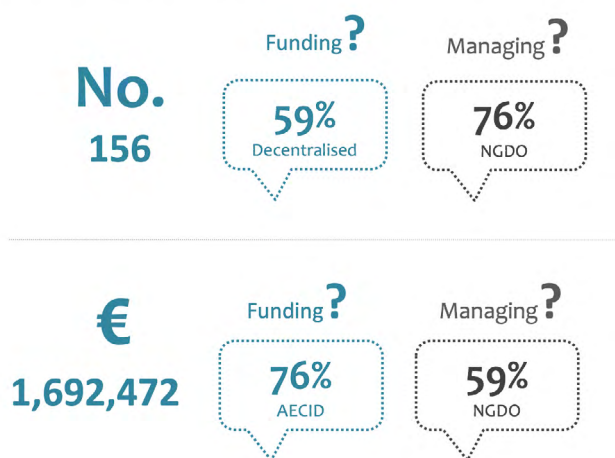 Funding?
Managing?
No.
156
59%
Decentralised
76%
NGDO
€
1,692,472
Funding?
Managing?
76%
AECID
59%
NGDO